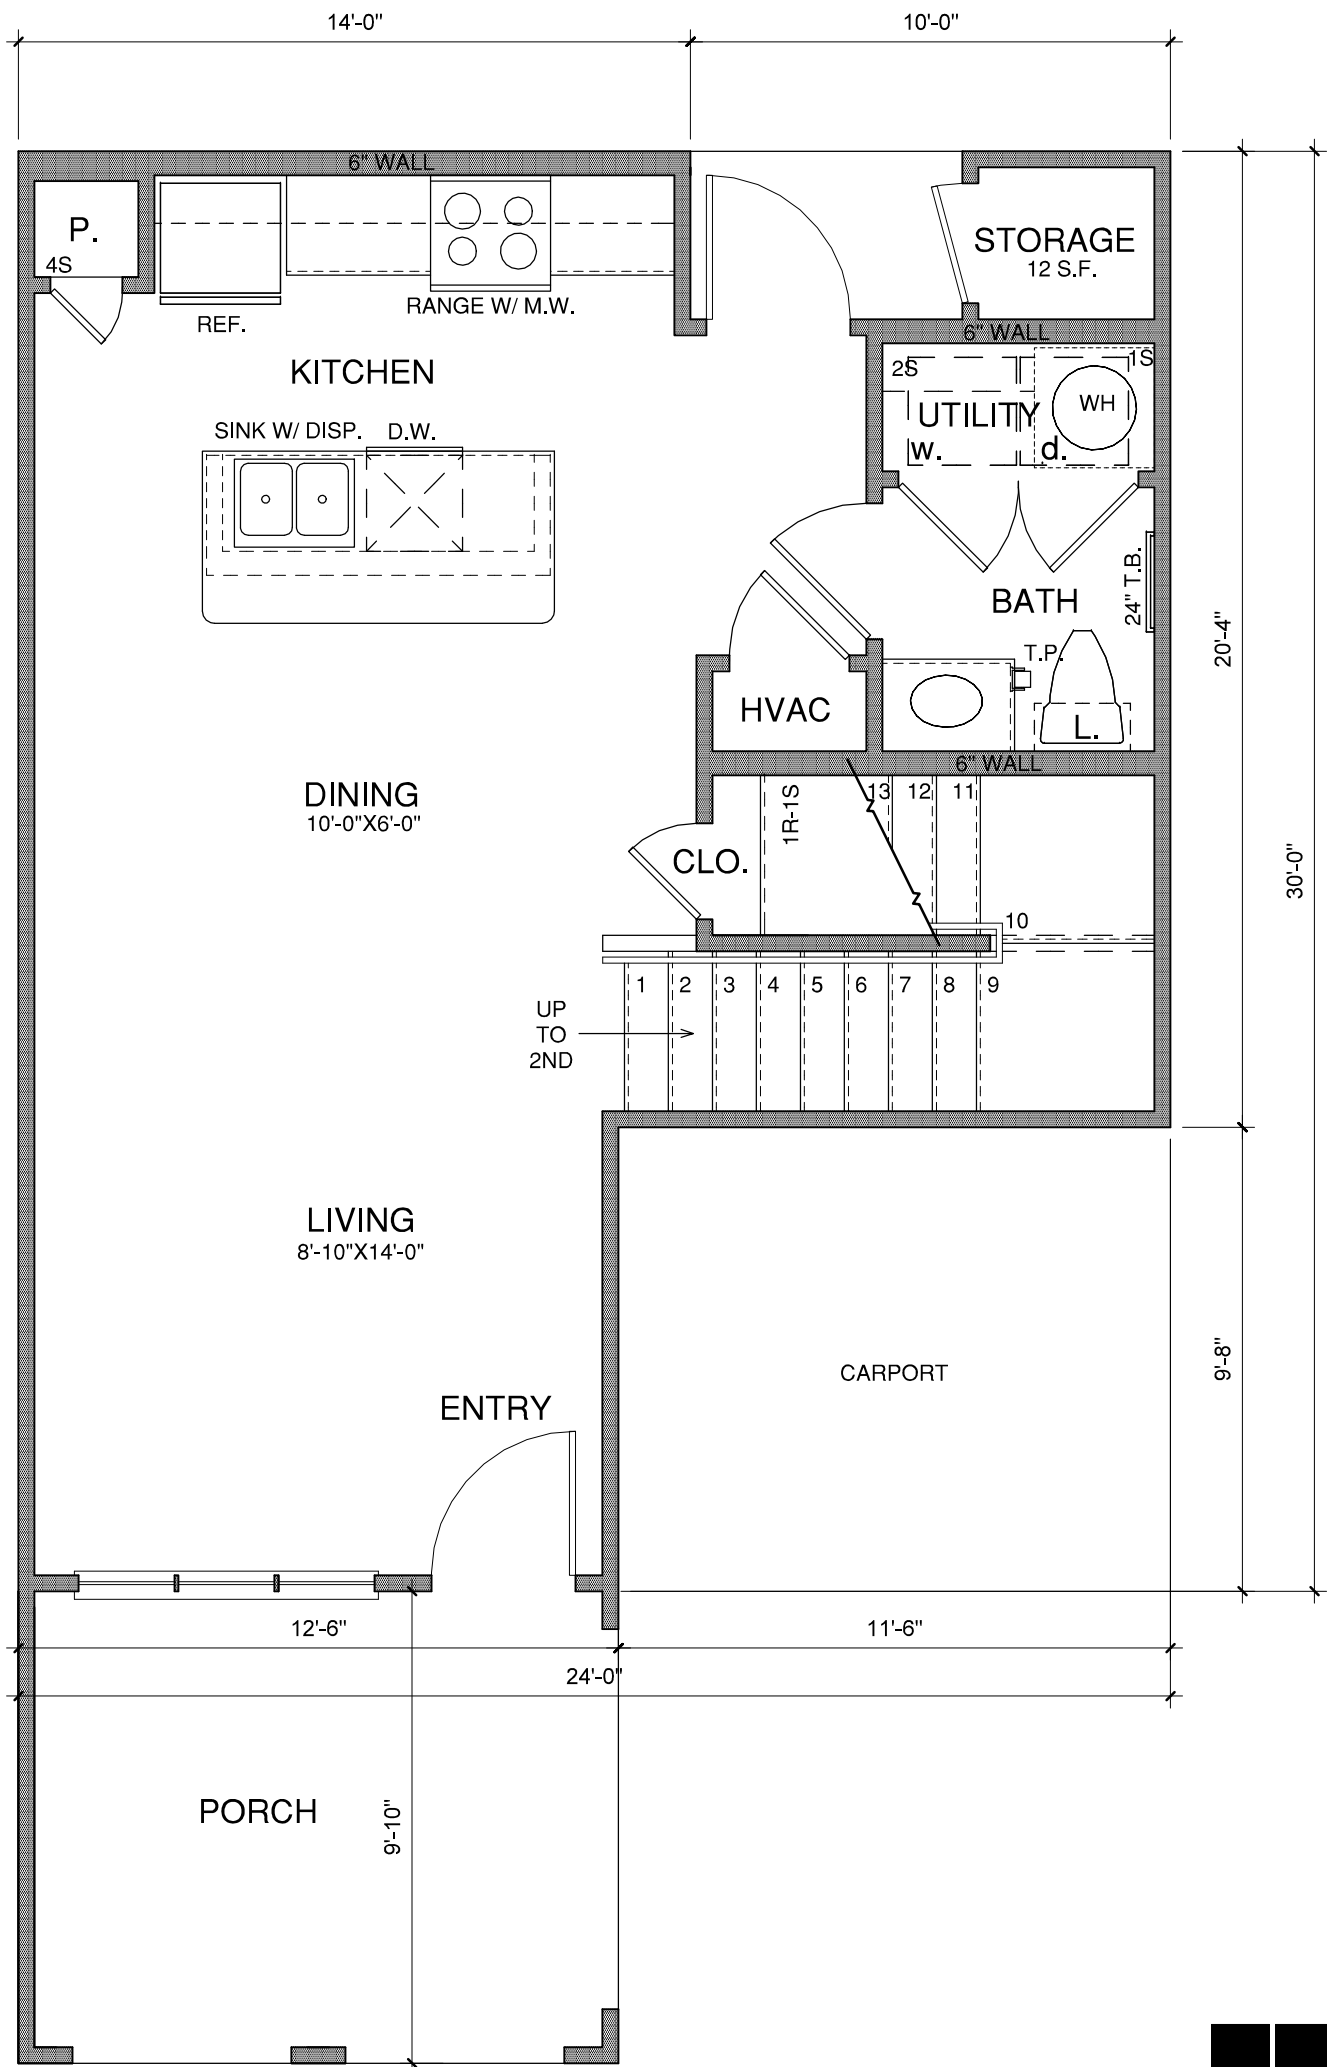 14'-0"
10'-0"
6" WALL
P.
4S
REF.
RANGE W/ M.W.
STORAGE
12 S.F.
6" WALL
KITCHEN
2S
1S
UTILITY
WH
w.
d.
SINK W/ DISP.
D.W.
BATH
24" T.B.
T.P.
20'-4"
HVAC
L.
6" WALL
DINING
10'-0"X6'-0"
1R-1S
13
12
11
CLO.
30'-0"
10
1
2
3
4
5
6
7
8
9
UP
TO
2ND
LIVING
8'-10"X14'-0"
CARPORT
9'-8"
ENTRY
12'-6"
11'-6"
24'-0"
PORCH
9'-10"